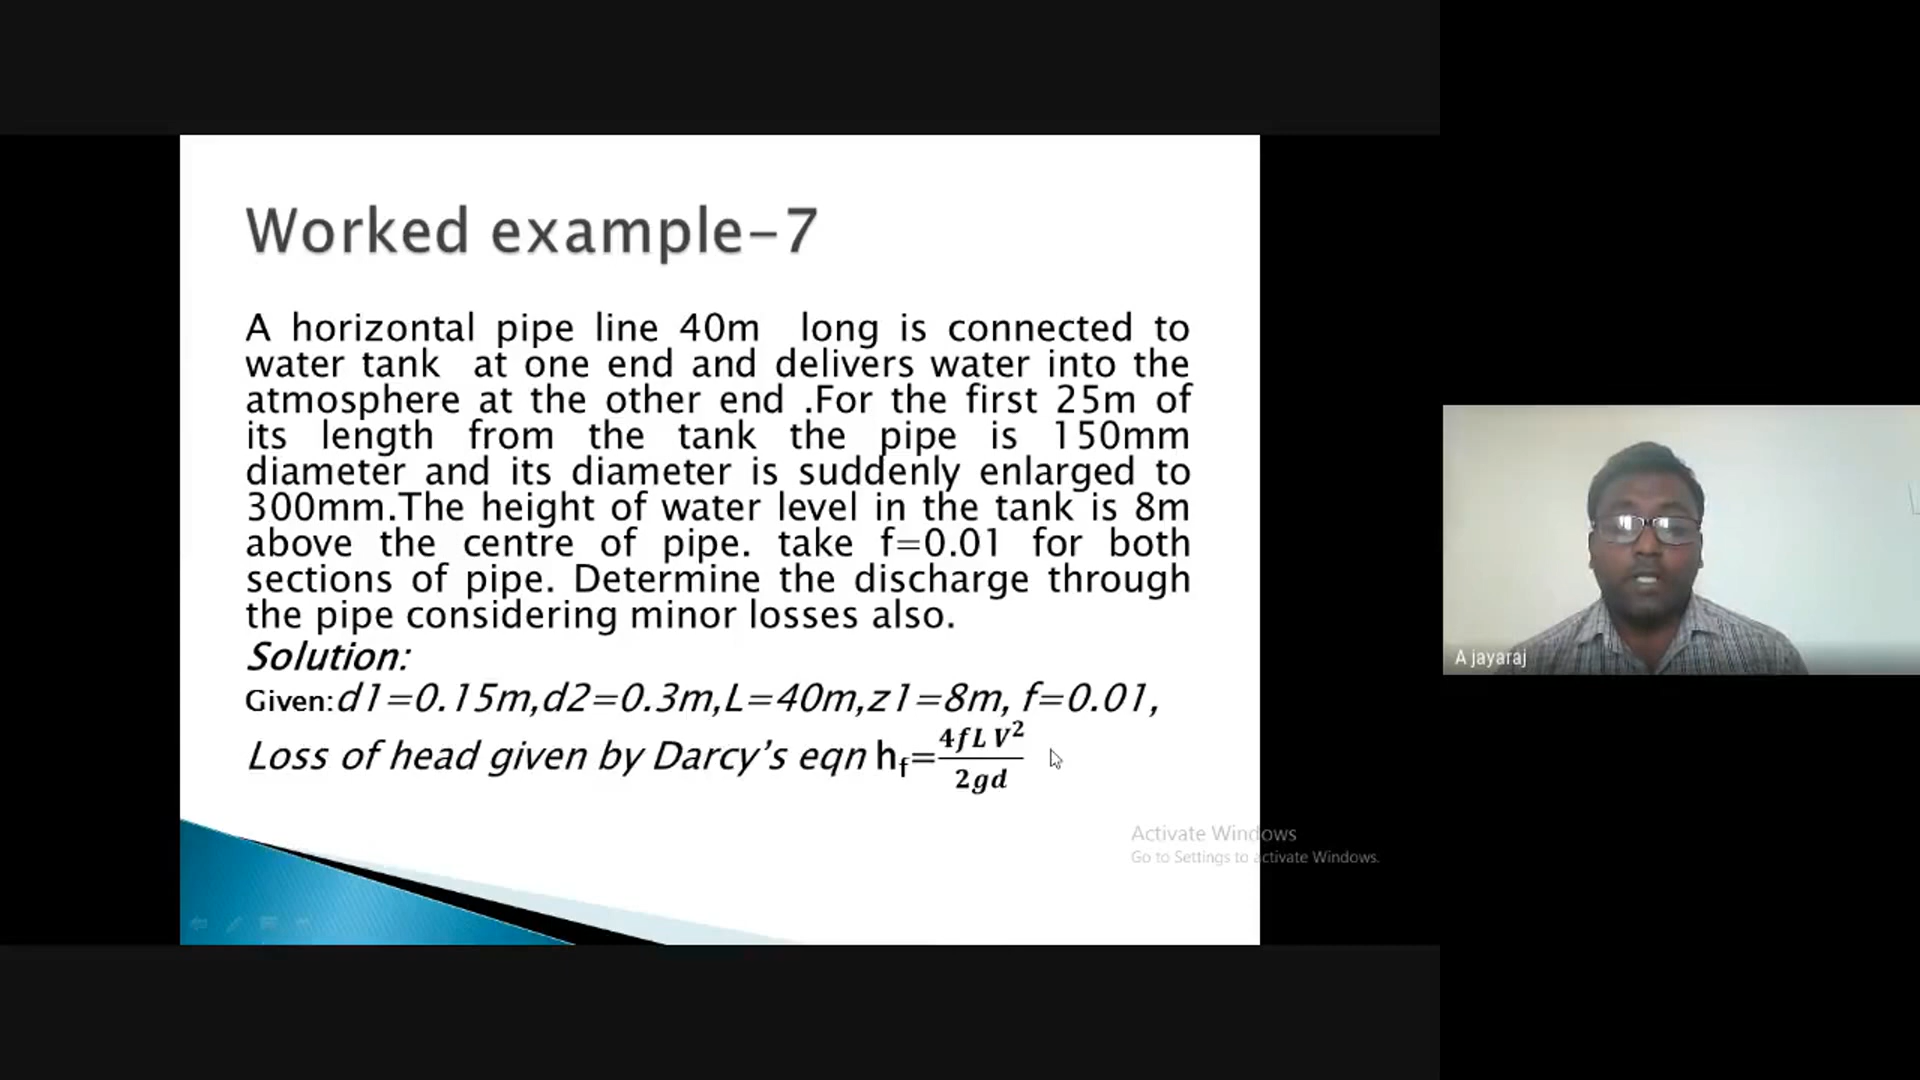 Worked example-7
A horizontal pipe line 40m long is connected to
water tank at one end and delivers water into the
atmosphere at the other end .For the first 25m of
its length from the tank the pipe is 150mm
diameter and its diameter is suddenly enlarged to
300mm.The height of water level in the tank is 8m
above the centre of pipe. take f=0.01 for both
sections of pipe. Determine the discharge through
the pipe considering minor losses also.
Solution:
Given:d1=0.15m,d2=0.3m,L=40m,z1=8m, f=0.01,
Loss of head given by Darcy’s eqn hf=4fLV²/2gd
A jayaraj
Activate Windows
Go to Settings to activate Windows.